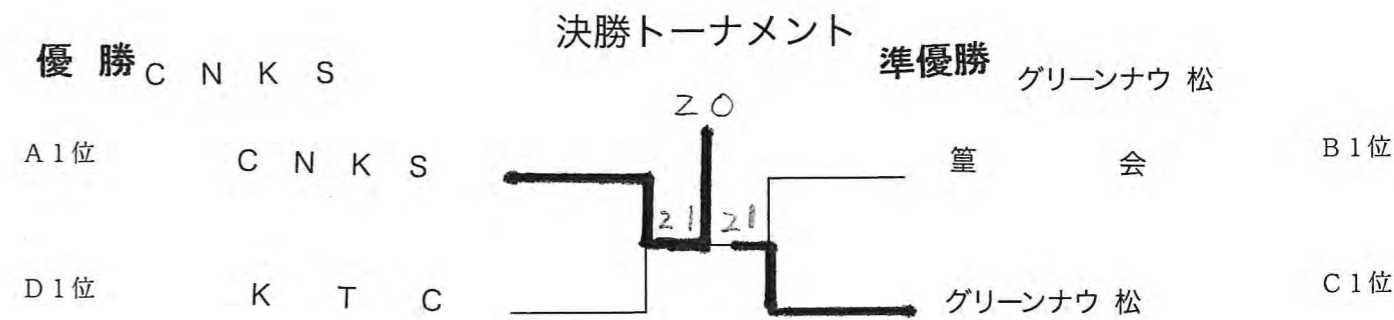 決勝トーナメント
優 勝 C N K S 準優勝 グリーンナウ 松
2 0
A 1位 C N K S 篁 会 B 1位
2 1 2 1
D 1位 K T C グリーンナウ 松 C 1位